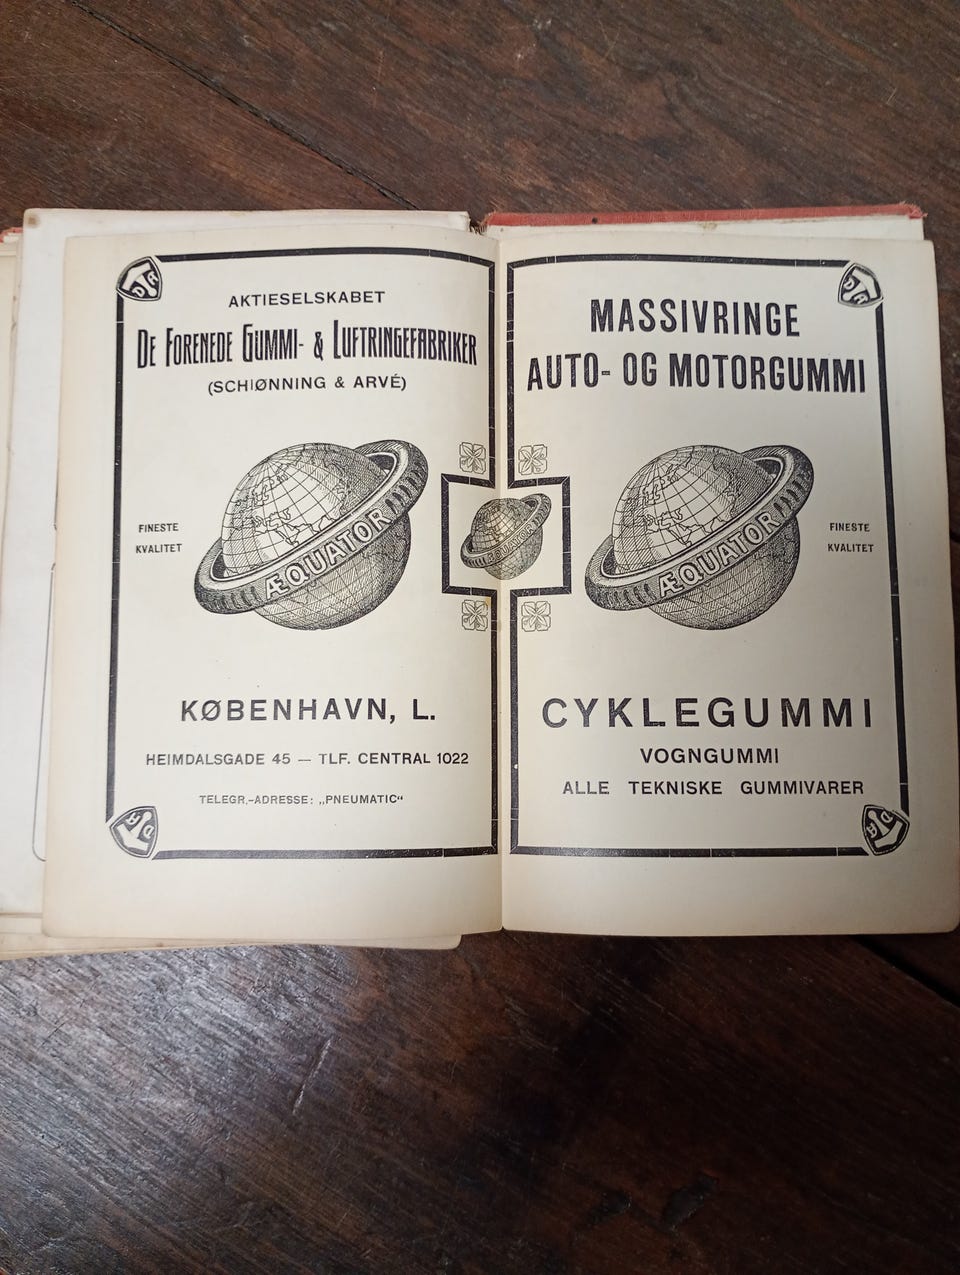 AKTIESELSKABET
DE FORENEDE GUMMI- & LUFTRINGEFABRIKER
(SCHIØNNING & ARVÉ)
ÆQUATOR
FINESTE
KVALITET
KØBENHAVN, L.
HEIMDALSGADE 45 — TLF. CENTRAL 1022
TELEGR.-ADRESSE: „PNEUMATIC“
ÆQUATOR
MASSIVRINGE
AUTO- OG MOTORGUMMI
ÆQUATOR
FINESTE
KVALITET
CYKLEGUMMI
VOGNGUMMI
ALLE TEKNISKE GUMMIVARER